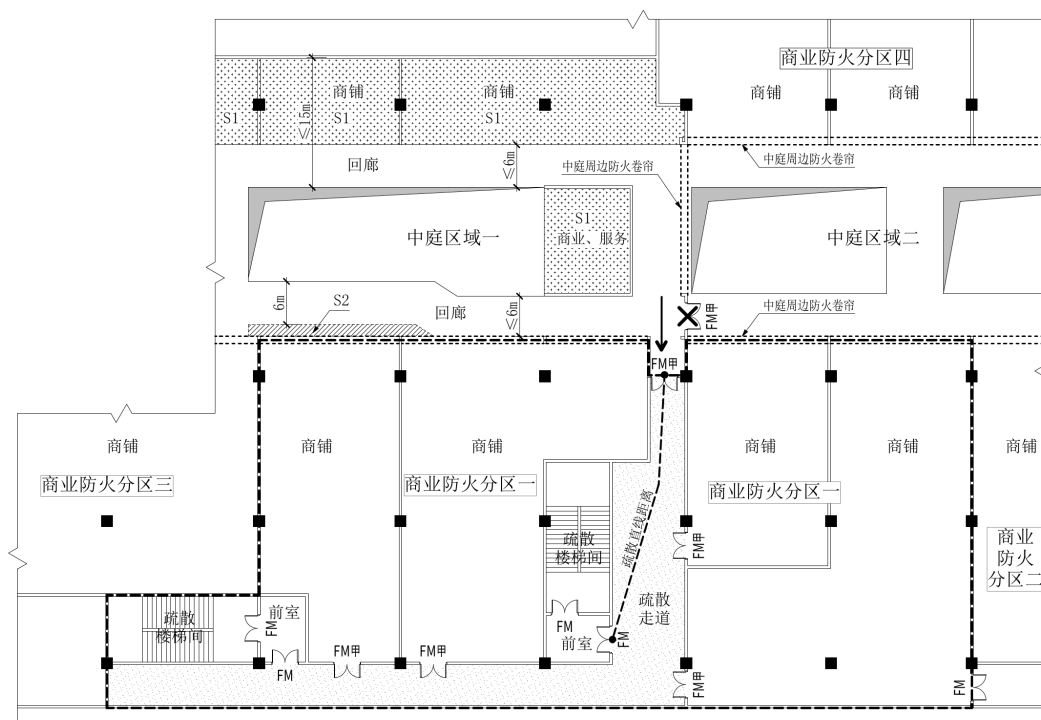 商业防火分区四
商铺
商铺
商铺
商铺
S1
S1
S1
≤15m
≤6m
回廊
中庭周边防火卷帘
中庭周边防火卷帘
S1
商业、服务
中庭区域一
中庭区域二
6m
S2
回廊
≤6m
FM甲
中庭周边防火卷帘
FM甲
商铺
商铺
商铺
商铺
商铺
商铺
商业防火分区三
商业防火分区一
商业防火分区一
疏散直线距离
疏散
楼梯间
FM甲
商业
防火
分区二
疏散
走道
疏散
楼梯间
前室
FM
FM
前室
FM
FM
FM甲
FM甲
FM甲
FM